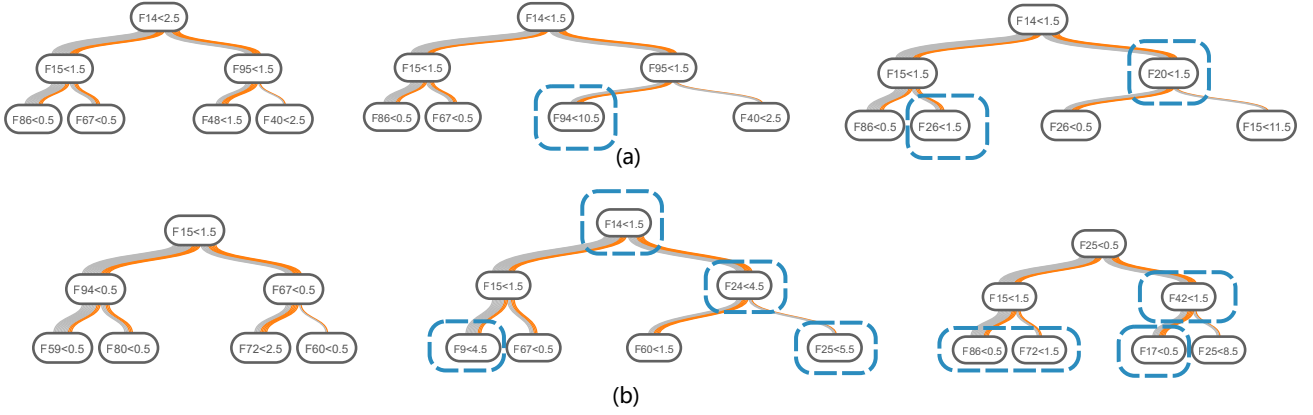 F14<2.5
F15<1.5
F95<1.5
F86<0.5
F67<0.5
F48<1.5
F40<2.5
F14<1.5
F15<1.5
F95<1.5
F86<0.5
F67<0.5
F94<10.5
F40<2.5
F14<1.5
F15<1.5
F20<1.5
F86<0.5
F26<1.5
F26<0.5
F15<11.5
(a)
F15<1.5
F94<0.5
F67<0.5
F59<0.5
F80<0.5
F72<2.5
F60<0.5
F14<1.5
F15<1.5
F24<4.5
F9<4.5
F67<0.5
F60<1.5
F25<5.5
F25<0.5
F15<1.5
F42<1.5
F86<0.5
F72<1.5
F17<0.5
F25<8.5
(b)